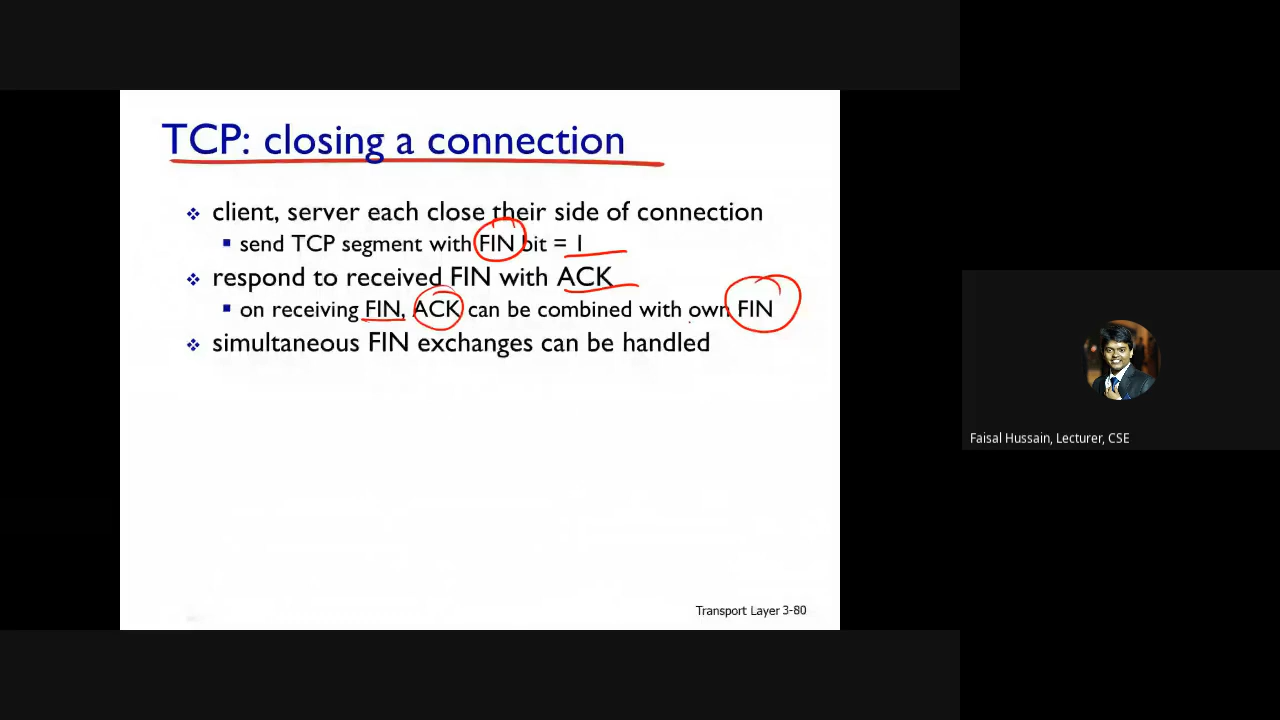 TCP: closing a connection
❖ client, server each close their side of connection
▪ send TCP segment with FIN bit = 1
❖ respond to received FIN with ACK
▪ on receiving FIN, ACK can be combined with own FIN
❖ simultaneous FIN exchanges can be handled
Transport Layer 3-80
Faisal Hussain, Lecturer, CSE